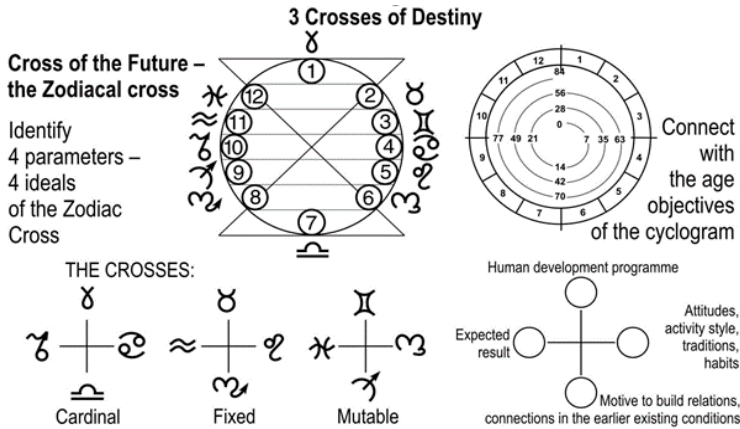 3 Crosses of Destiny
Cross of the Future –
the Zodiacal cross
Identify
4 parameters –
4 ideals
of the Zodiac
Cross
♈
1
♓ 12 2 ♉
♒ 11 3 ♊
♑ 10 4 ♋
♐ 9 5 ♌
♏ 8 6 ♍
7
♎
12 1
11 84 2
56
10 28 3
0
77 49 21 7 35 63
9 14 4
42
8 70 5
7 6
Connect
with
the age
objectives
of the cyclogram
THE CROSSES:
♈ ♉ ♊
♑ ♋ ♒ ♌ ♓ ♍
♎ ♏ ♐
Cardinal Fixed Mutable
Human development programme
Expected
result
Attitudes,
activity style,
traditions,
habits
Motive to build relations,
connections in the earlier existing conditions